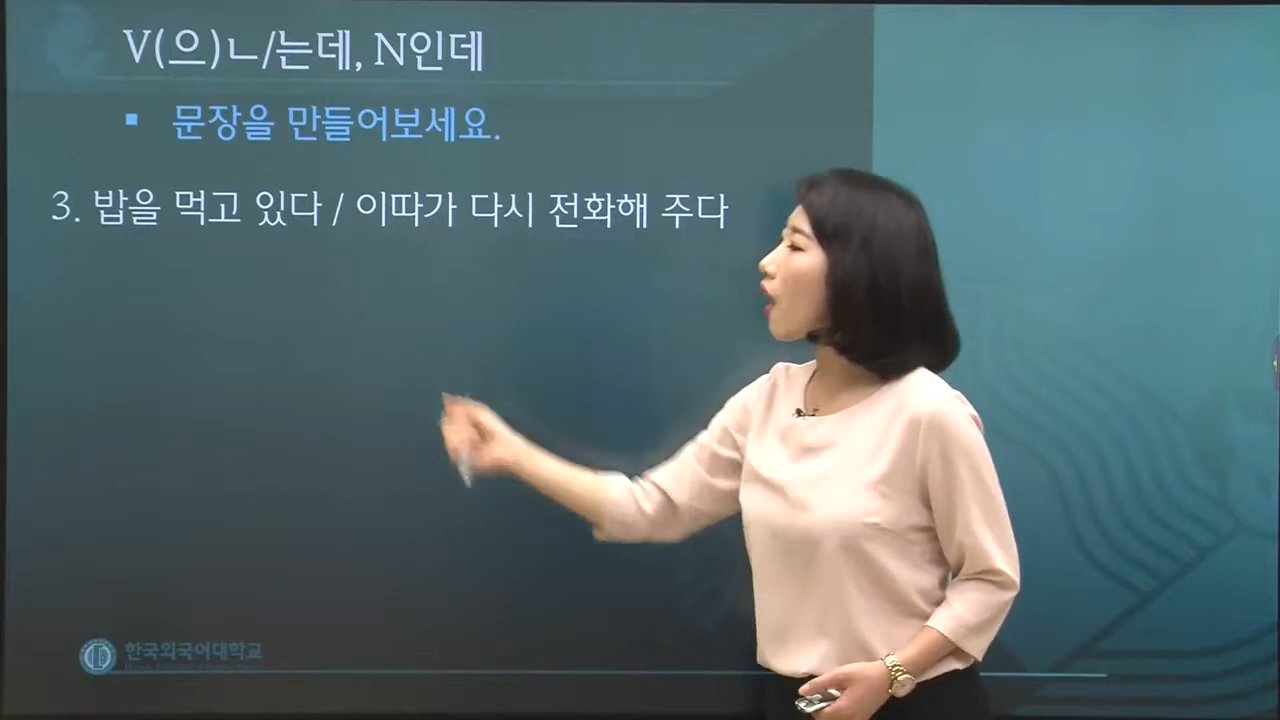 V(으)ㄴ/는데, N인데
▪ 문장을 만들어보세요.
3. 밥을 먹고 있다 / 이따가 다시 전화해 주다
한국외국어대학교